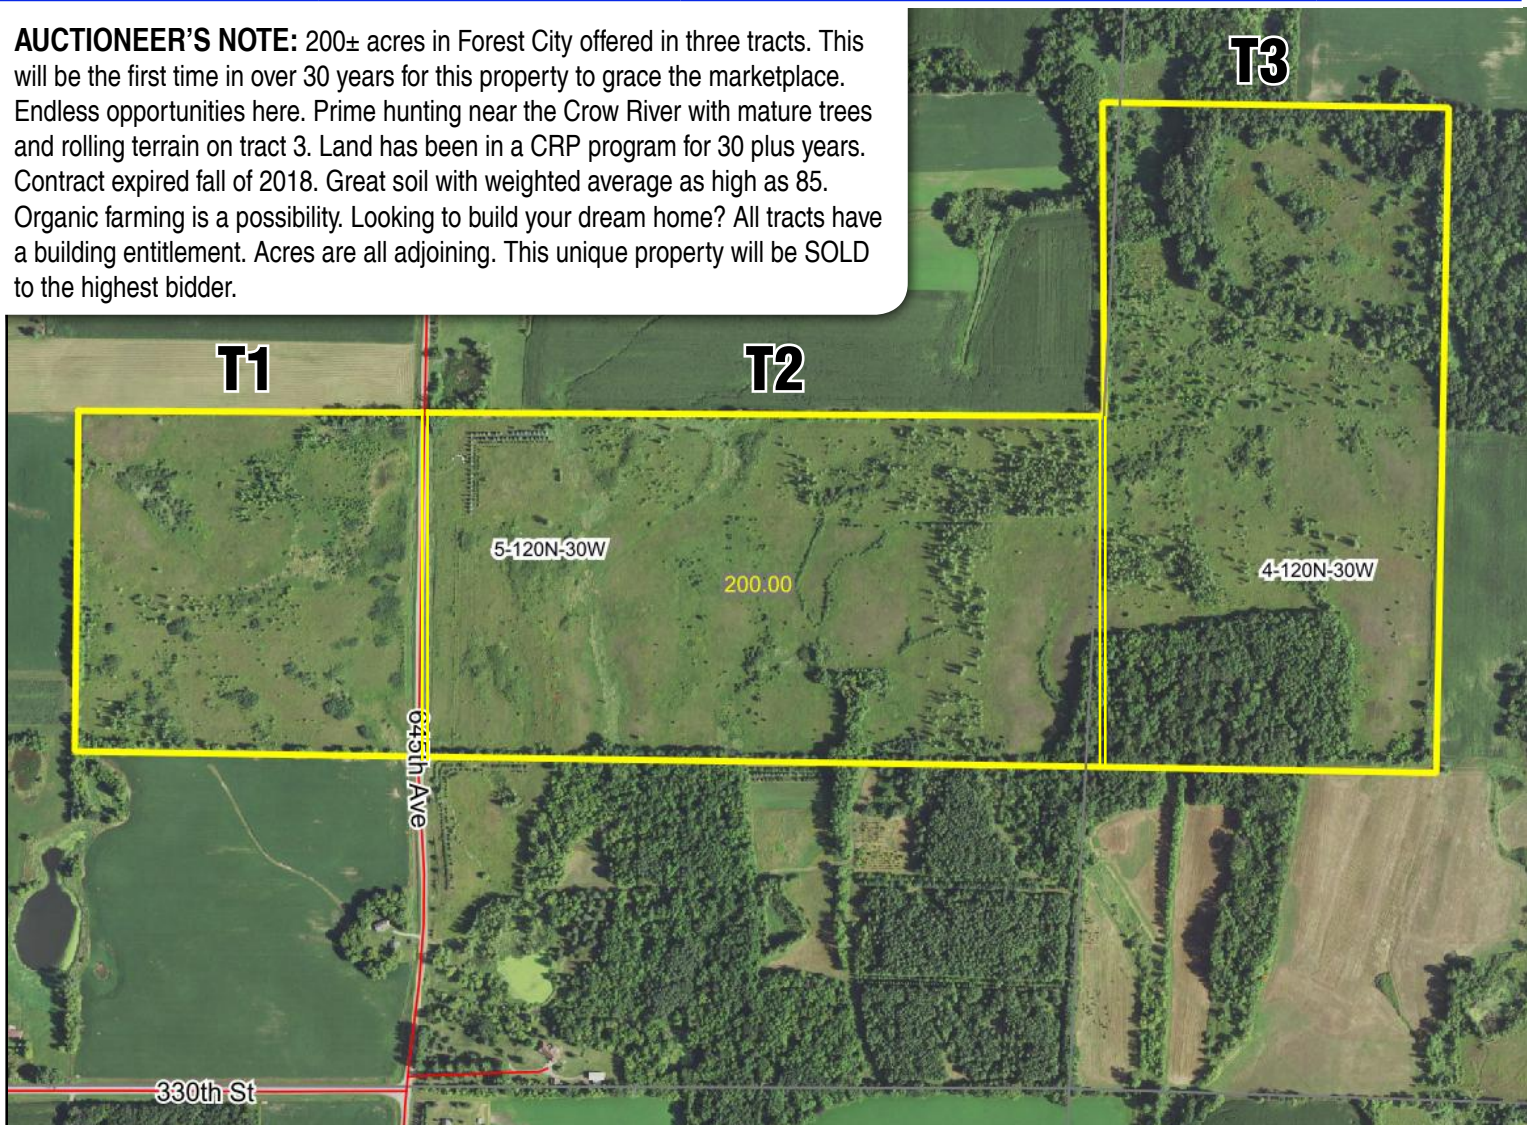 AUCTIONEER'S NOTE: 200± acres in Forest City offered in three tracts. This
will be the first time in over 30 years for this property to grace the marketplace.
Endless opportunities here. Prime hunting near the Crow River with mature trees
and rolling terrain on tract 3. Land has been in a CRP program for 30 plus years.
Contract expired fall of 2018. Great soil with weighted average as high as 85.
Organic farming is a possibility. Looking to build your dream home? All tracts have
a building entitlement. Acres are all adjoining. This unique property will be SOLD
to the highest bidder.
T3
T1
T2
5-120N-30W
200.00
4-120N-30W
645th Ave
330th St